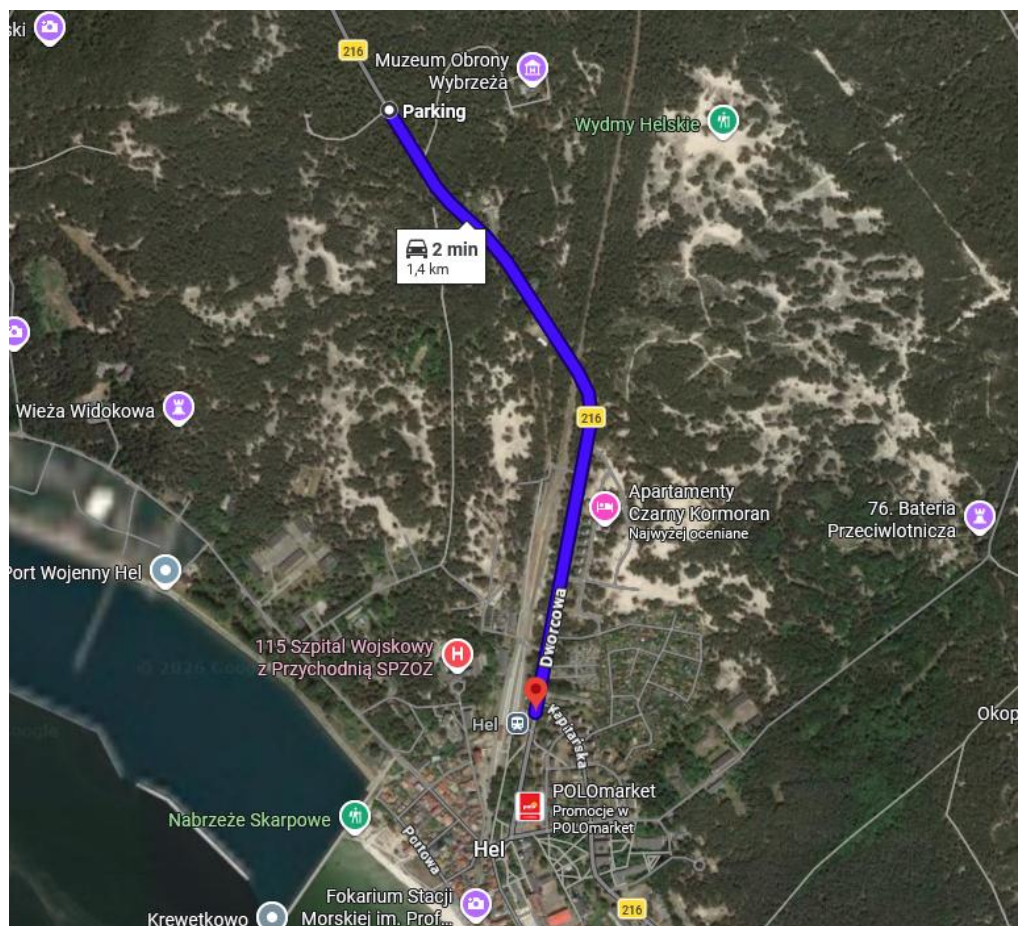 ski
216
Muzeum Obrony
Wybrzeża
Parking
Wydmy Helskie
2 min
1,4 km
Wieża Widokowa
216
Apartamenty
Czarny Kormoran
Najwyżej oceniane
76. Bateria
Przeciwlotnicza
Port Wojenny Hel
Dworcowa
115 Szpital Wojskowy
z Przychodnią SPZOZ
H
Hel
Kapitańska
Okop
POLOmarket
Promocje w
POLOmarket
Nabrzeże Skarpowe
Portowa
Hel
Fokarium Stacji
Morskiej im. Prof...
216
Krewetkowo